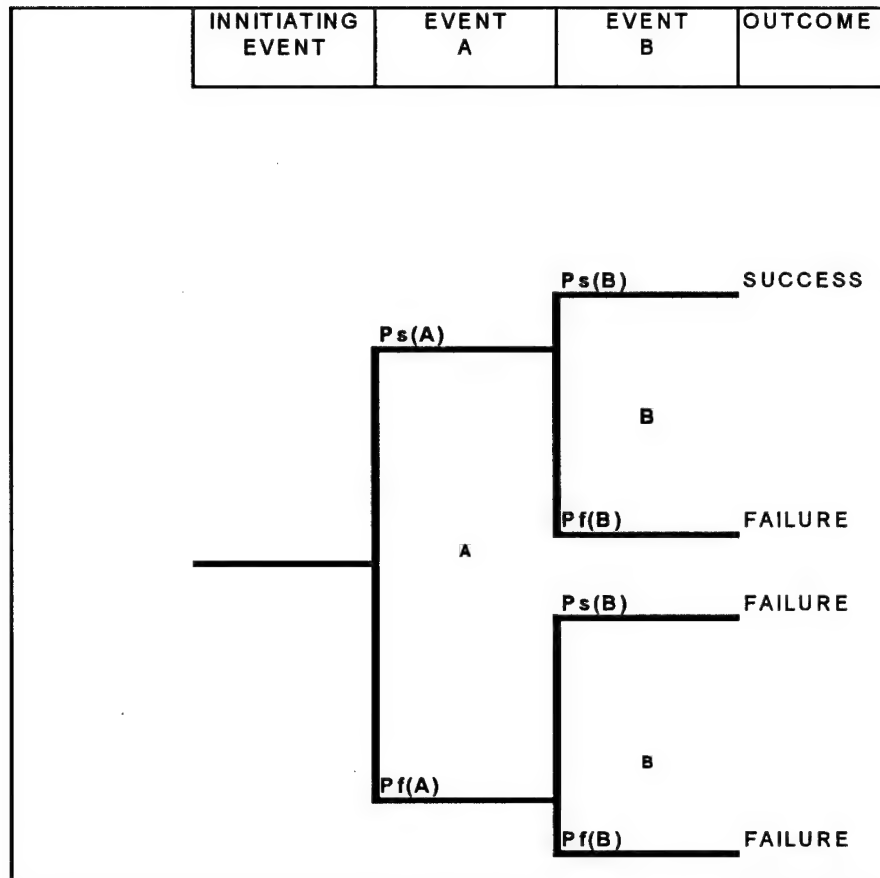 INNITIATING EVENT A EVENT B OUTCOME
EVENT
Ps(B) SUCCESS
Ps(A)
B
Pf(B) FAILURE
A
Ps(B) FAILURE
B
Pf(A)
Pf(B) FAILURE